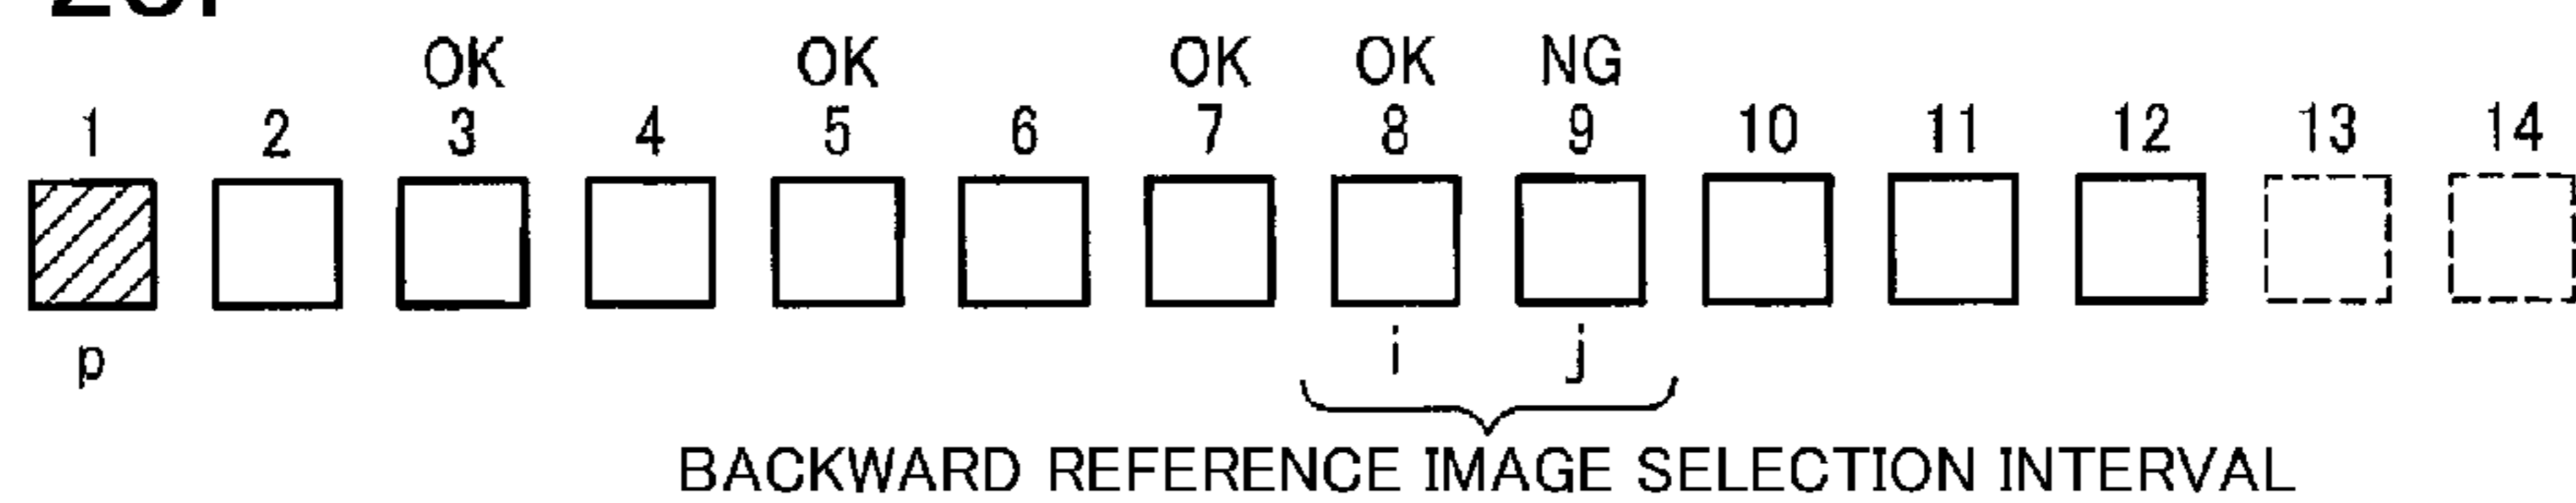 OK OK OK OK NG
1 2 3 4 5 6 7 8 9 10 11 12 13 14
p i j
BACKWARD REFERENCE IMAGE SELECTION INTERVAL